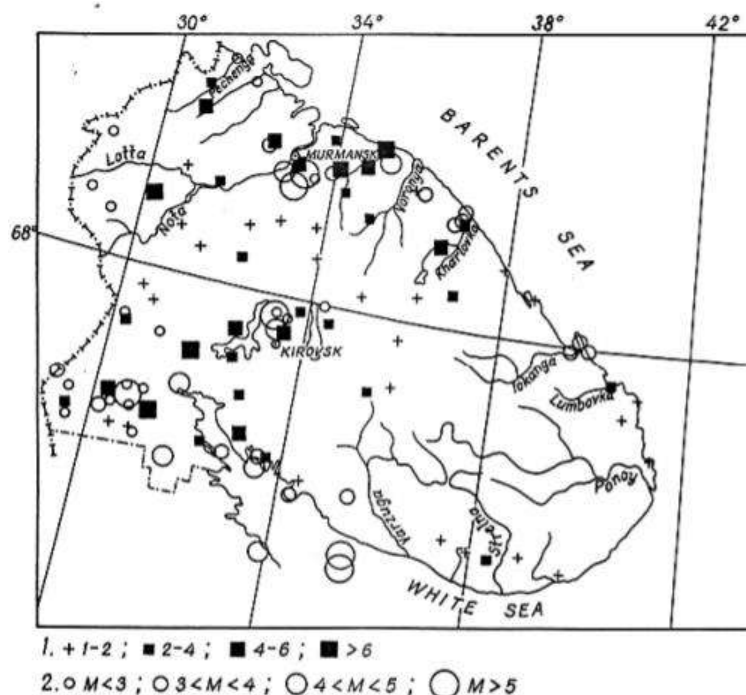 30° 34° 38° 42°
Pechenga
BARENTS SEA
MURMANSK
Lotta
Voronya
Nota
68°
Kharlovka
KIROVSK
Iokanga
Lumbovka
Ponoy
Varzuga
Strelna
WHITE SEA
1. + 1-2 ; ■ 2-4 ; ■ 4-6 ; ■ >6
2. ○ M<3 ; ○ 3<M<4 ; ○ 4<M<5 ; ○ M>5